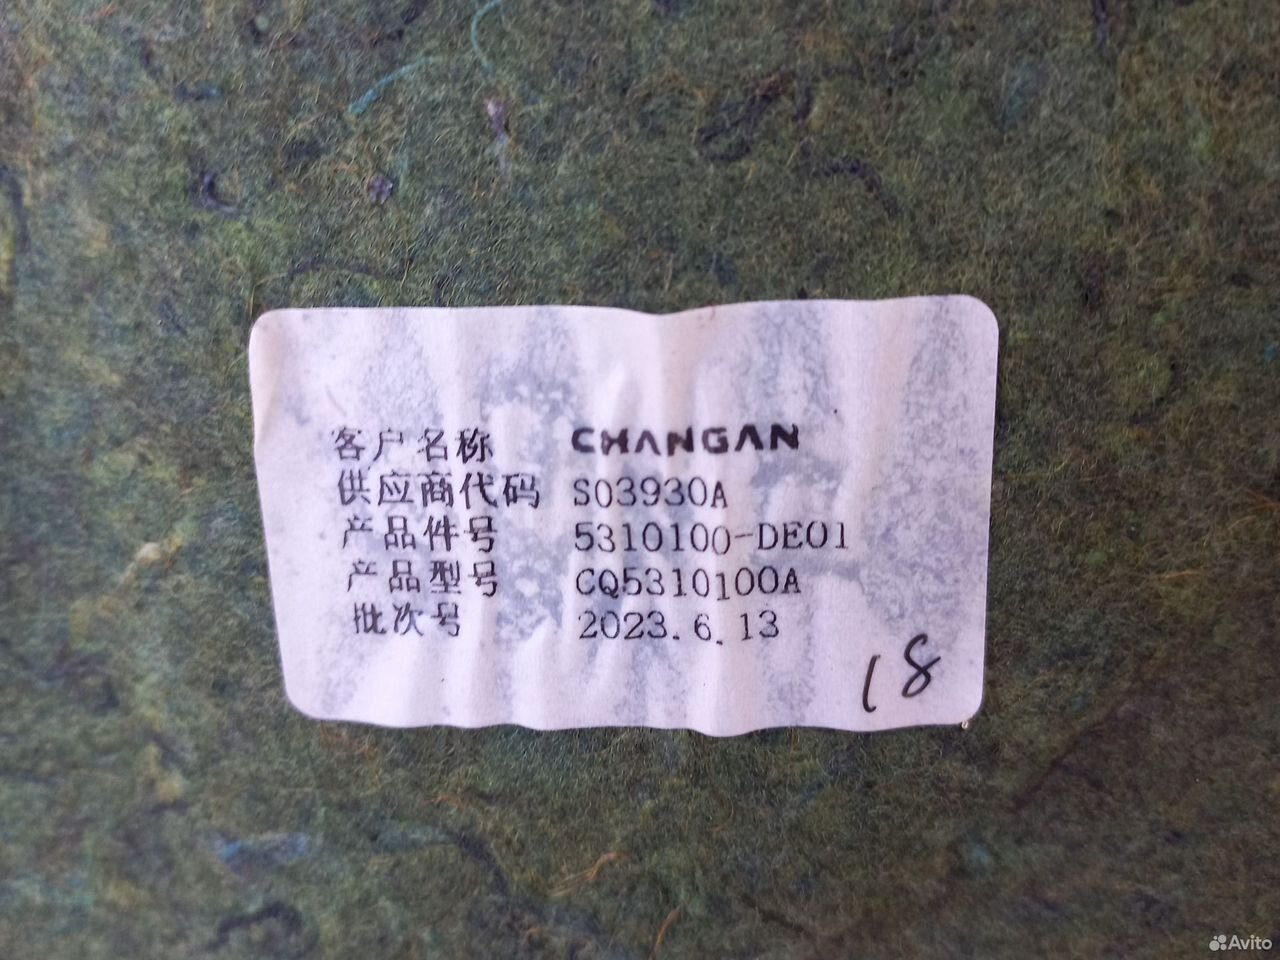 客户名称 CHANGAN
供应商代码 S03930A
产品件号 5310100-DE01
产品型号 CQ5310100A
批次号 2023.6.13
18
Avito